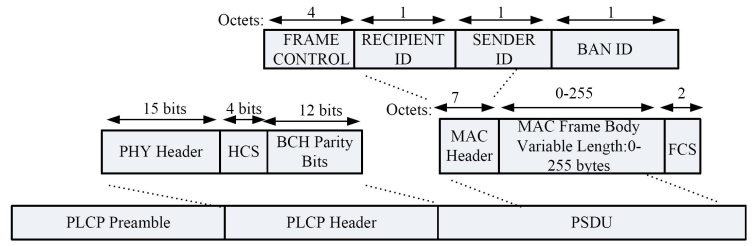 Octets: 4 1 1 1
FRAME CONTROL RECIPIENT ID SENDER ID BAN ID
15 bits 4 bits 12 bits
Octets: 7 0-255 2
PHY Header HCS BCH Parity Bits
MAC Header MAC Frame Body Variable Length:0-255 bytes FCS
PLCP Preamble PLCP Header PSDU